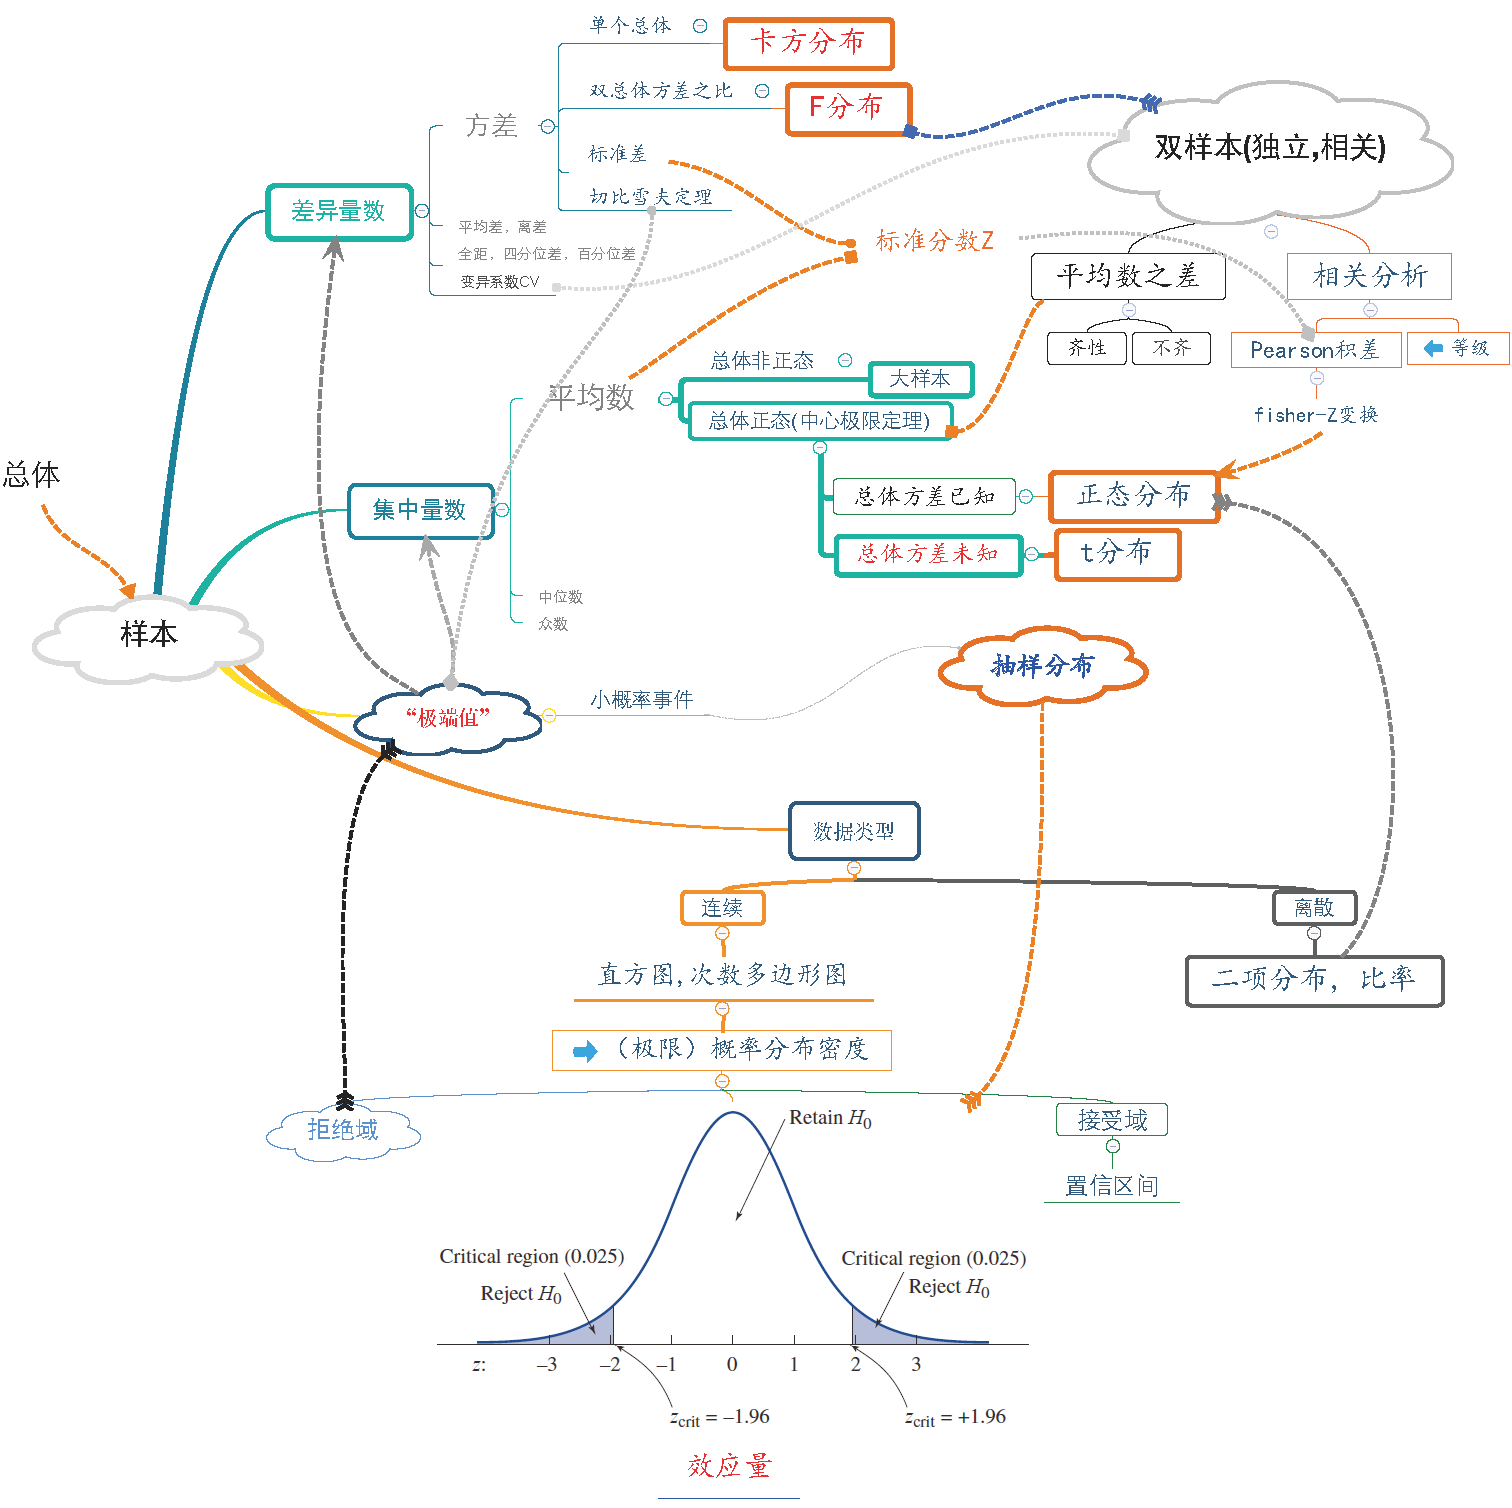 单个总体
卡方分布
双总体方差之比
F分布
方差
标准差
切比雪夫定理
双样本(独立,相关)
差异量数
平均差，离差
全距，四分位差，百分位差
变异系数CV
标准分数Z
平均数之差
相关分析
齐性
不齐
Pearson积差
等级
fisher-Z变换
总体非正态
大样本
平均数
总体正态(中心极限定理)
总体
集中量数
总体方差已知
正态分布
总体方差未知
t分布
中位数
众数
样本
抽样分布
“极端值”
小概率事件
数据类型
连续
离散
直方图,次数多边形图
二项分布，比率
（极限）概率分布密度
拒绝域
接受域
置信区间
Retain H0
Critical region (0.025)
Reject H0
Critical region (0.025)
Reject H0
z: –3 –2 –1 0 1 2 3
zcrit = –1.96
zcrit = +1.96
效应量